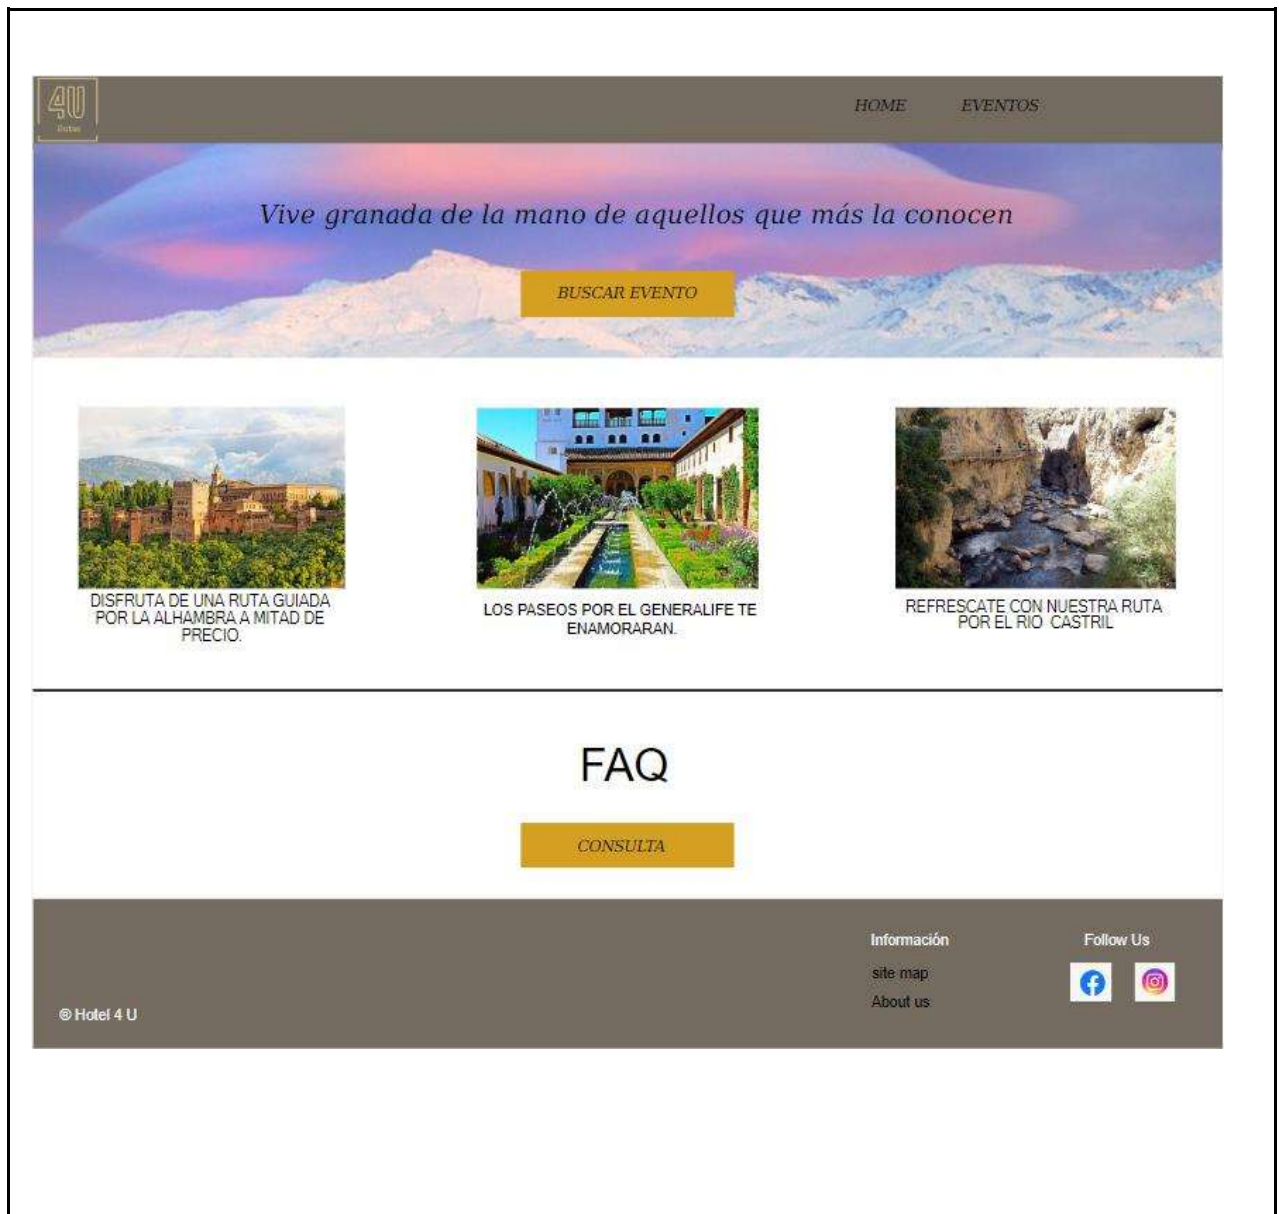 4U
Rutas
HOME EVENTOS
Vive granada de la mano de aquellos que más la conocen
BUSCAR EVENTO
DISFRUTA DE UNA RUTA GUIADA
POR LA ALHAMBRA A MITAD DE
PRECIO.
LOS PASEOS POR EL GENERALIFE TE
ENAMORARAN.
REFRESCATE CON NUESTRA RUTA
POR EL RIO CASTRIL
FAQ
CONSULTA
Información
site map
About us
Follow Us
® Hotel 4 U